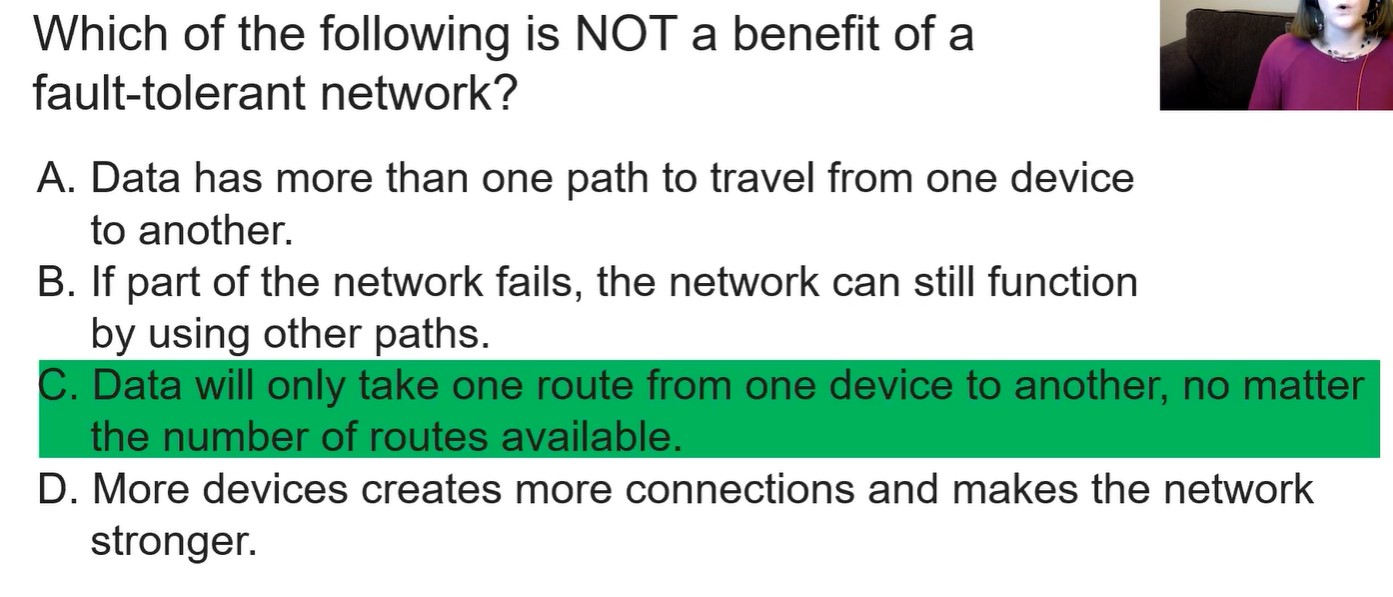 Which of the following is NOT a benefit of a
fault-tolerant network?
A. Data has more than one path to travel from one device
to another.
B. If part of the network fails, the network can still function
by using other paths.
C. Data will only take one route from one device to another, no matter
the number of routes available.
D. More devices creates more connections and makes the network
stronger.